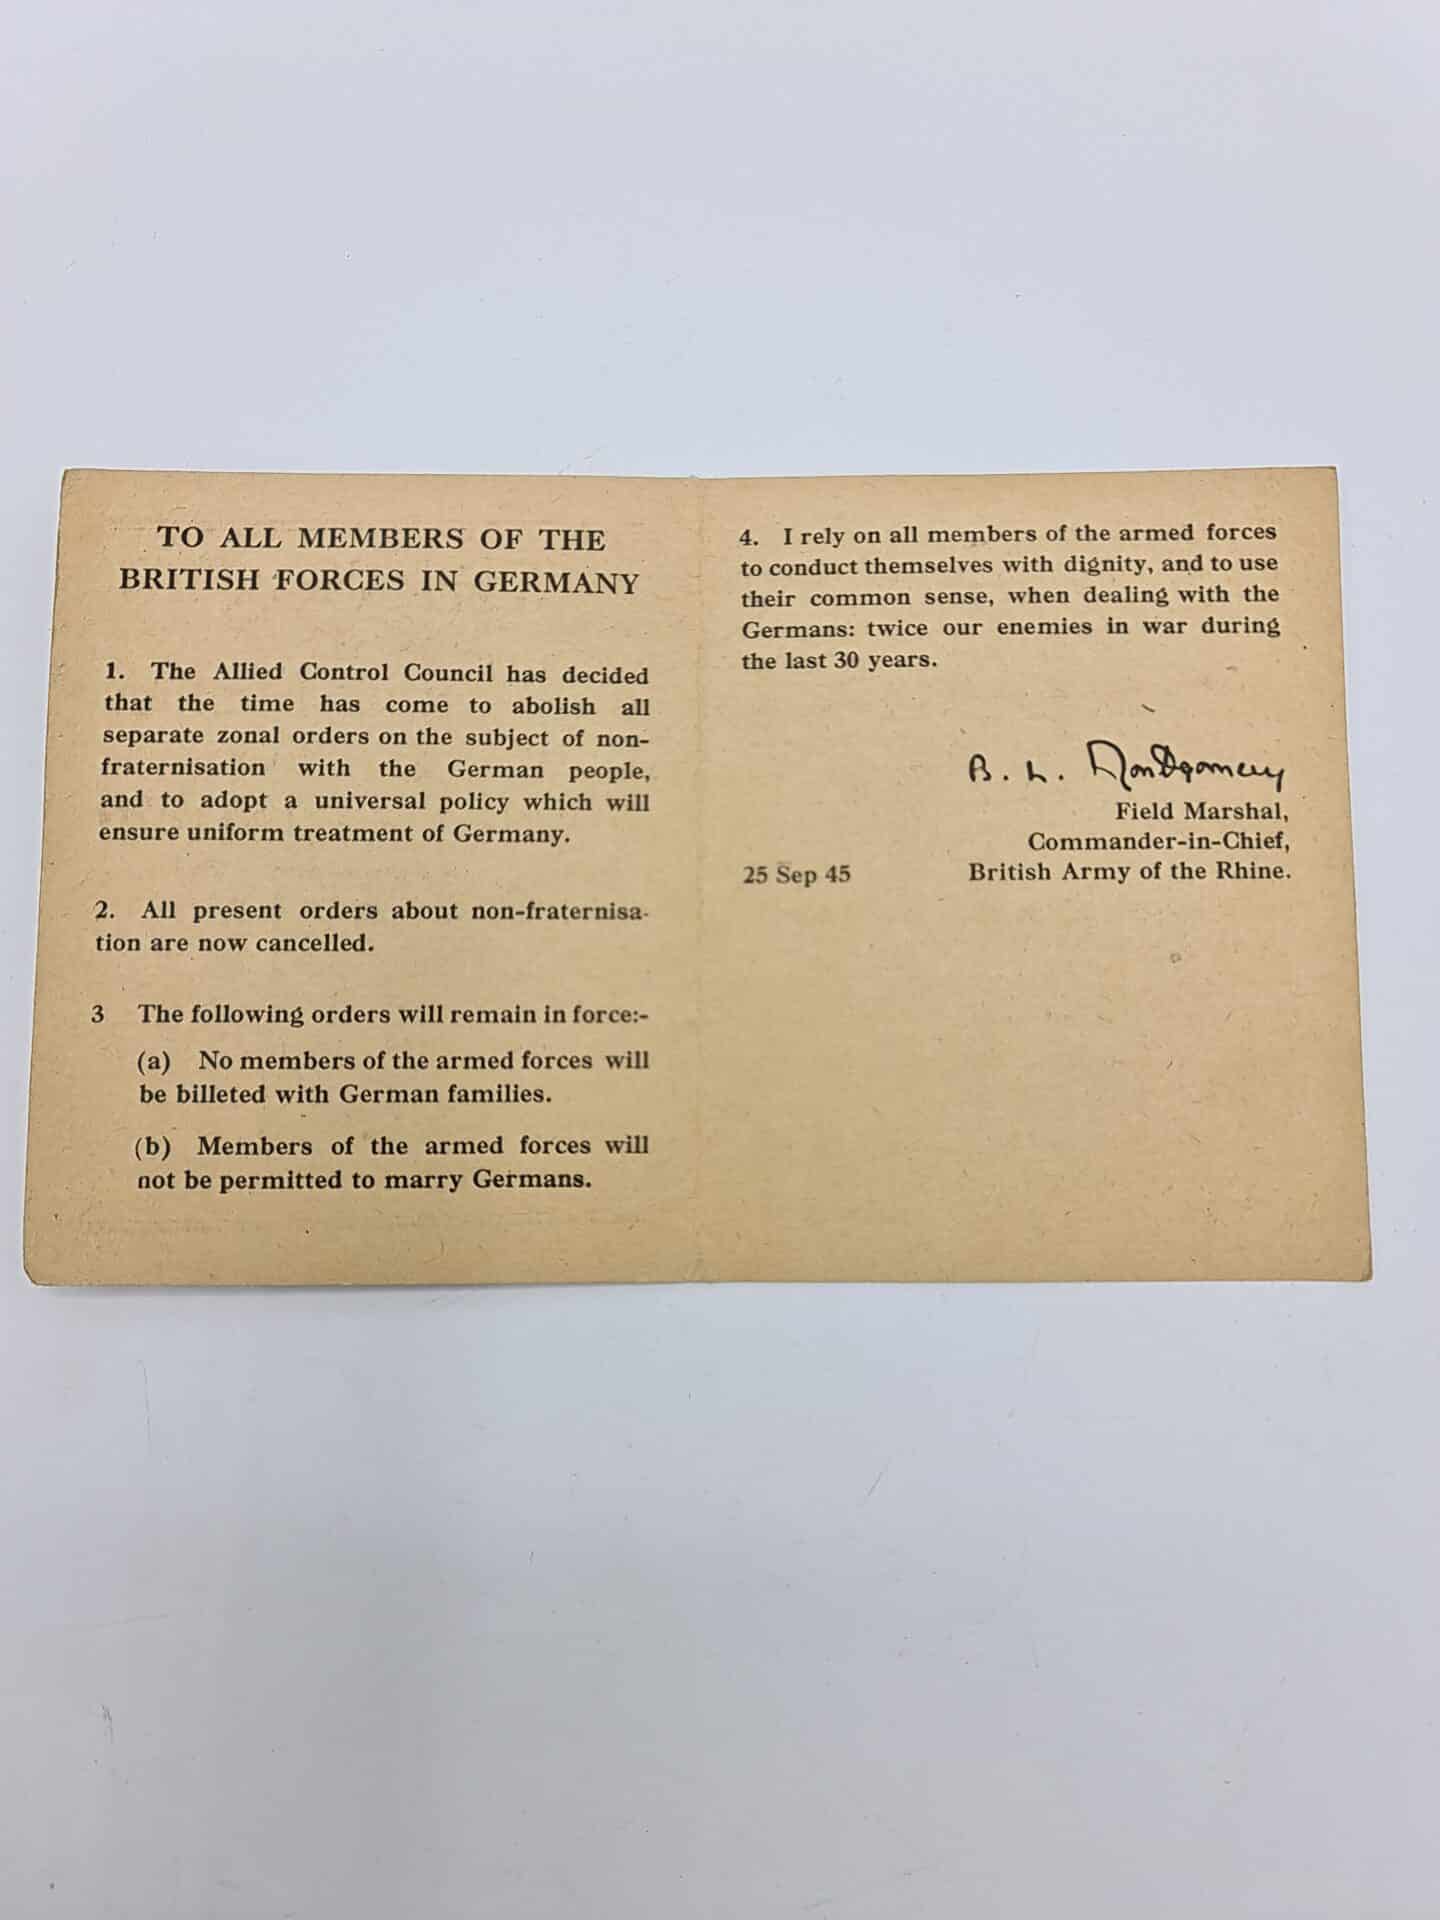 TO ALL MEMBERS OF THE
BRITISH FORCES IN GERMANY
1. The Allied Control Council has decided
that the time has come to abolish all
separate zonal orders on the subject of non-
fraternisation with the German people,
and to adopt a universal policy which will
ensure uniform treatment of Germany.
2. All present orders about non-fraternisa-
tion are now cancelled.
3 The following orders will remain in force:-
(a) No members of the armed forces will
be billeted with German families.
(b) Members of the armed forces will
not be permitted to marry Germans.
4. I rely on all members of the armed forces
to conduct themselves with dignity, and to use
their common sense, when dealing with the
Germans: twice our enemies in war during
the last 30 years.
B. L. Montgomery
Field Marshal,
Commander-in-Chief,
25 Sep 45 British Army of the Rhine.